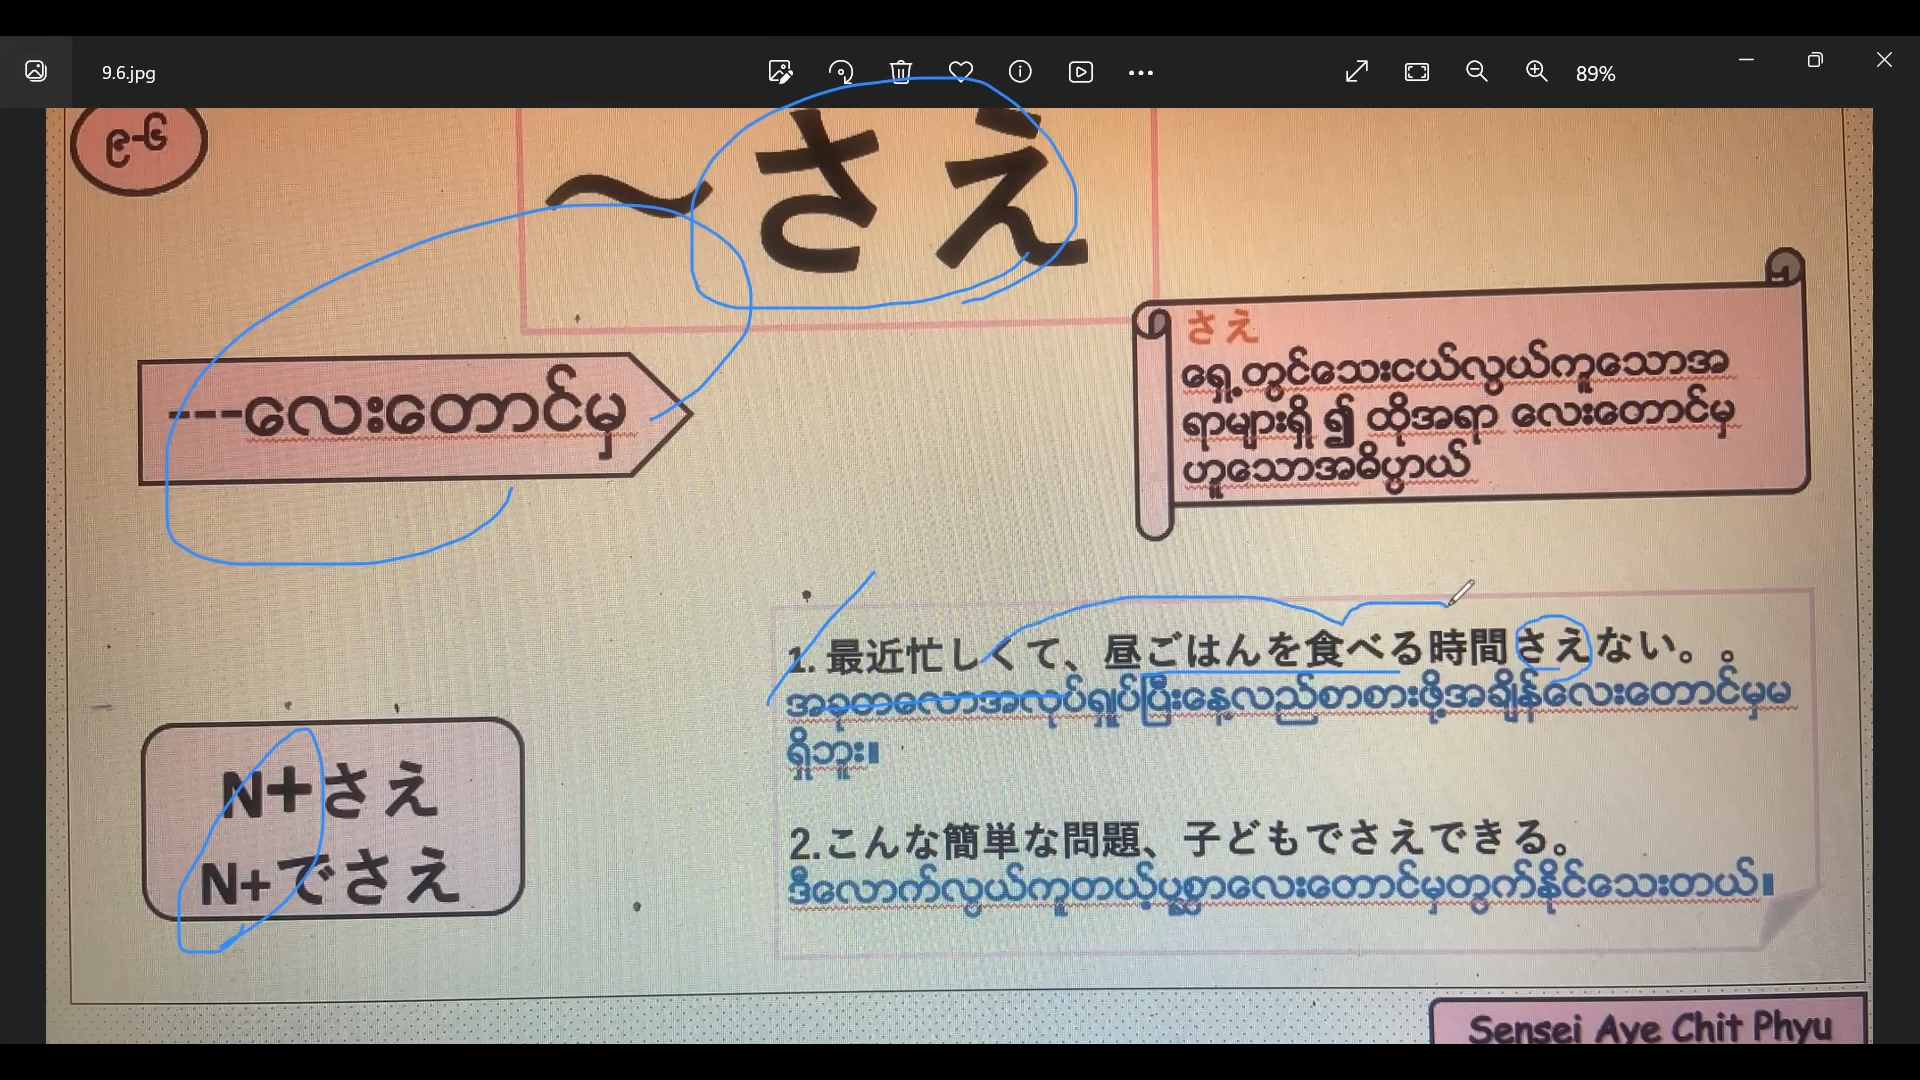 9.6.jpg
89%
၉-၆
～さえ
---လေးတောင်မှ
さえ
ရှေ့တွင်သေးငယ်လွယ်ကူသောအ
ရာများရှိ ၍ ထိုအရာ လေးတောင်မှ
ဟူသောအဓိပ္ပာယ်
N+さえ
N+でさえ
1. 最近忙しくて、昼ごはんを食べる時間さえない。。
အခုတလောအလုပ်ရှုပ်ပြီးနေ့လည်စာစားဖို့အချိန်လေးတောင်မှမ
ရှိဘူး။
2.こんな簡単な問題、子どもでさえできる。
ဒီလောက်လွယ်ကူတယ့်ပုစ္ဆာလေးတောင်မှတွက်နိုင်သေးတယ်။
Sensei Aye Chit Phyu